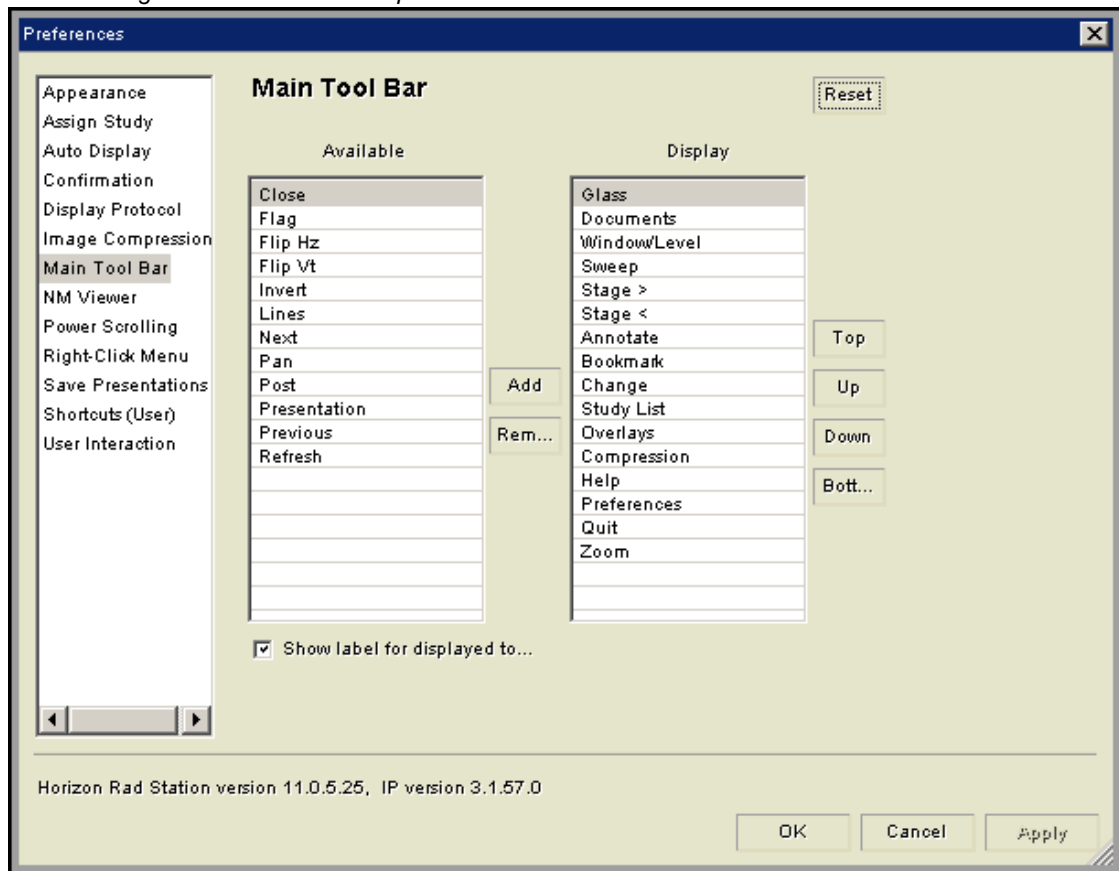 Preferences
Appearance
Assign Study
Auto Display
Confirmation
Display Protocol
Image Compression
Main Tool Bar
NM Viewer
Power Scrolling
Right-Click Menu
Save Presentations
Shortcuts (User)
User Interaction
Main Tool Bar
Reset
Available
Close
Flag
Flip Hz
Flip Vt
Invert
Lines
Next
Pan
Post
Presentation
Previous
Refresh
Add
Rem...
Display
Glass
Documents
Window/Level
Sweep
Stage >
Stage <
Annotate
Bookmark
Change
Study List
Overlays
Compression
Help
Preferences
Quit
Zoom
Top
Up
Down
Bott...
Show label for displayed to...
Horizon Rad Station version 11.0.5.25, IP version 3.1.57.0
OK
Cancel
Apply